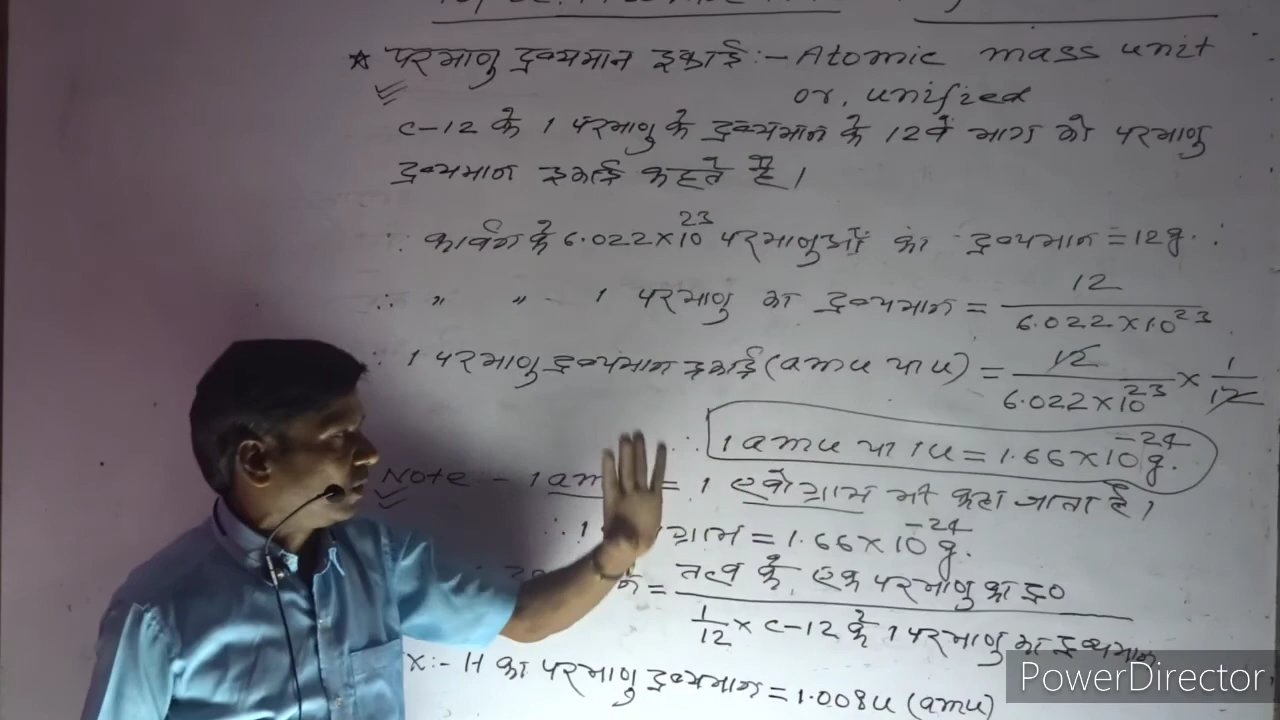 * परमाणु द्रव्यमान इकाई :- Atomic mass unit
or, unified
C-12 के 1 परमाणु के द्रव्यमान के 12वें भाग को परमाणु
द्रव्यमान इकाई कहते हैं।
∵ कार्बन के 6.022×10²³ परमाणुओं का द्रव्यमान = 12g.
∴ " " 1 परमाणु का द्रव्यमान = 12 / 6.022×10²³
∴ 1 परमाणु द्रव्यमान इकाई (amu या u) = 12 / 6.022×10²³ × 1/12
∴ 1 amu या 1u = 1.66×10⁻²⁴g.
Note - 1 = 1 एवोग्राम भी कहा जाता है।
∴ 1 ग्राम = 1.66×10⁻²⁴g.
= तत्व के एक परमाणु का द्र० / 1/12 × C-12 के 1 परमाणु का द्रव्यमान
x:- H का परमाणु द्रव्यमान = 1.008u (amu)
PowerDirector